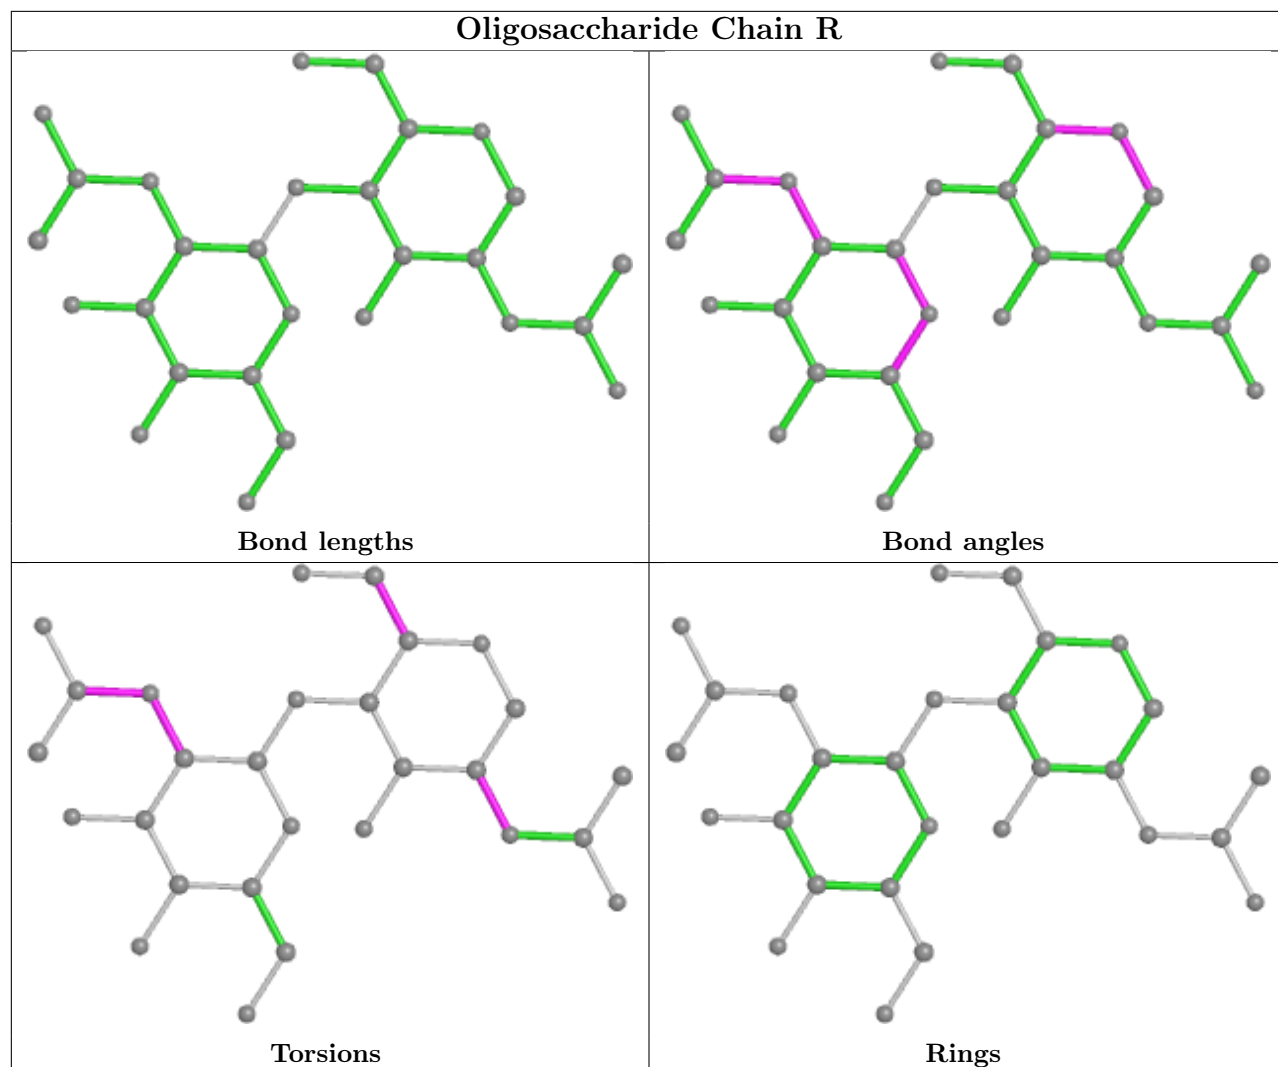 Oligosaccharide Chain R
Bond lengths
Bond angles
Torsions
Rings